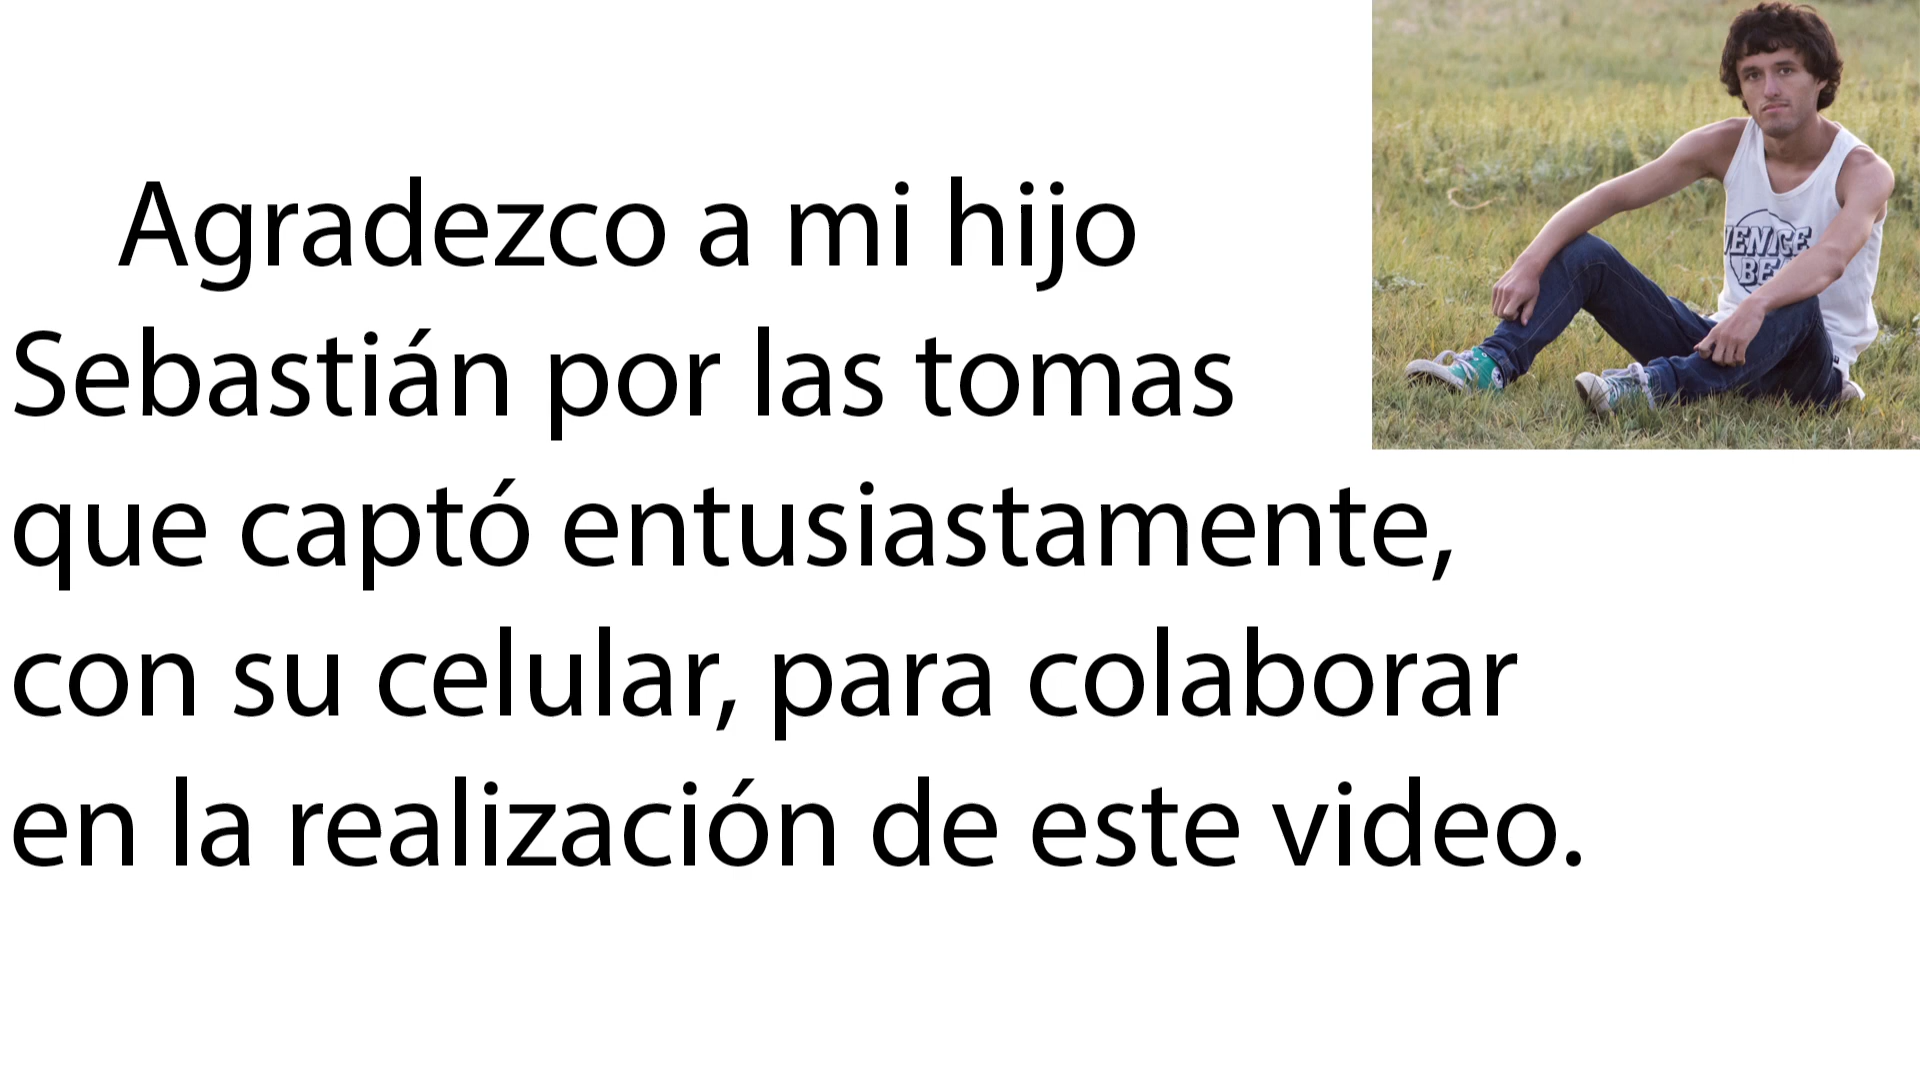 Agradezco a mi hijo
Sebastián por las tomas
que captó entusiastamente,
con su celular, para colaborar
en la realización de este video.
VENICE